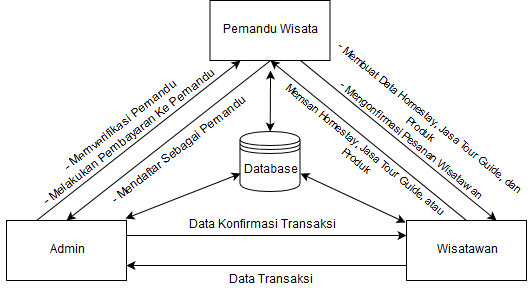 Pemandu Wisata
- Memverifikasi Pemandu
- Melakukan Pembayaran Ke Pemandu
- Mendaftar Sebagai Pemandu
- Membuat Data Homestay, Jasa Tour Guide, dan
Produk
- Mengonfirmasi Pesanan Wisatawan
Memsan Homestay, Jasa Tour Guide, atau
Produk
Database
Admin
Data Konfirmasi Transaksi
Wisatawan
Data Transaksi